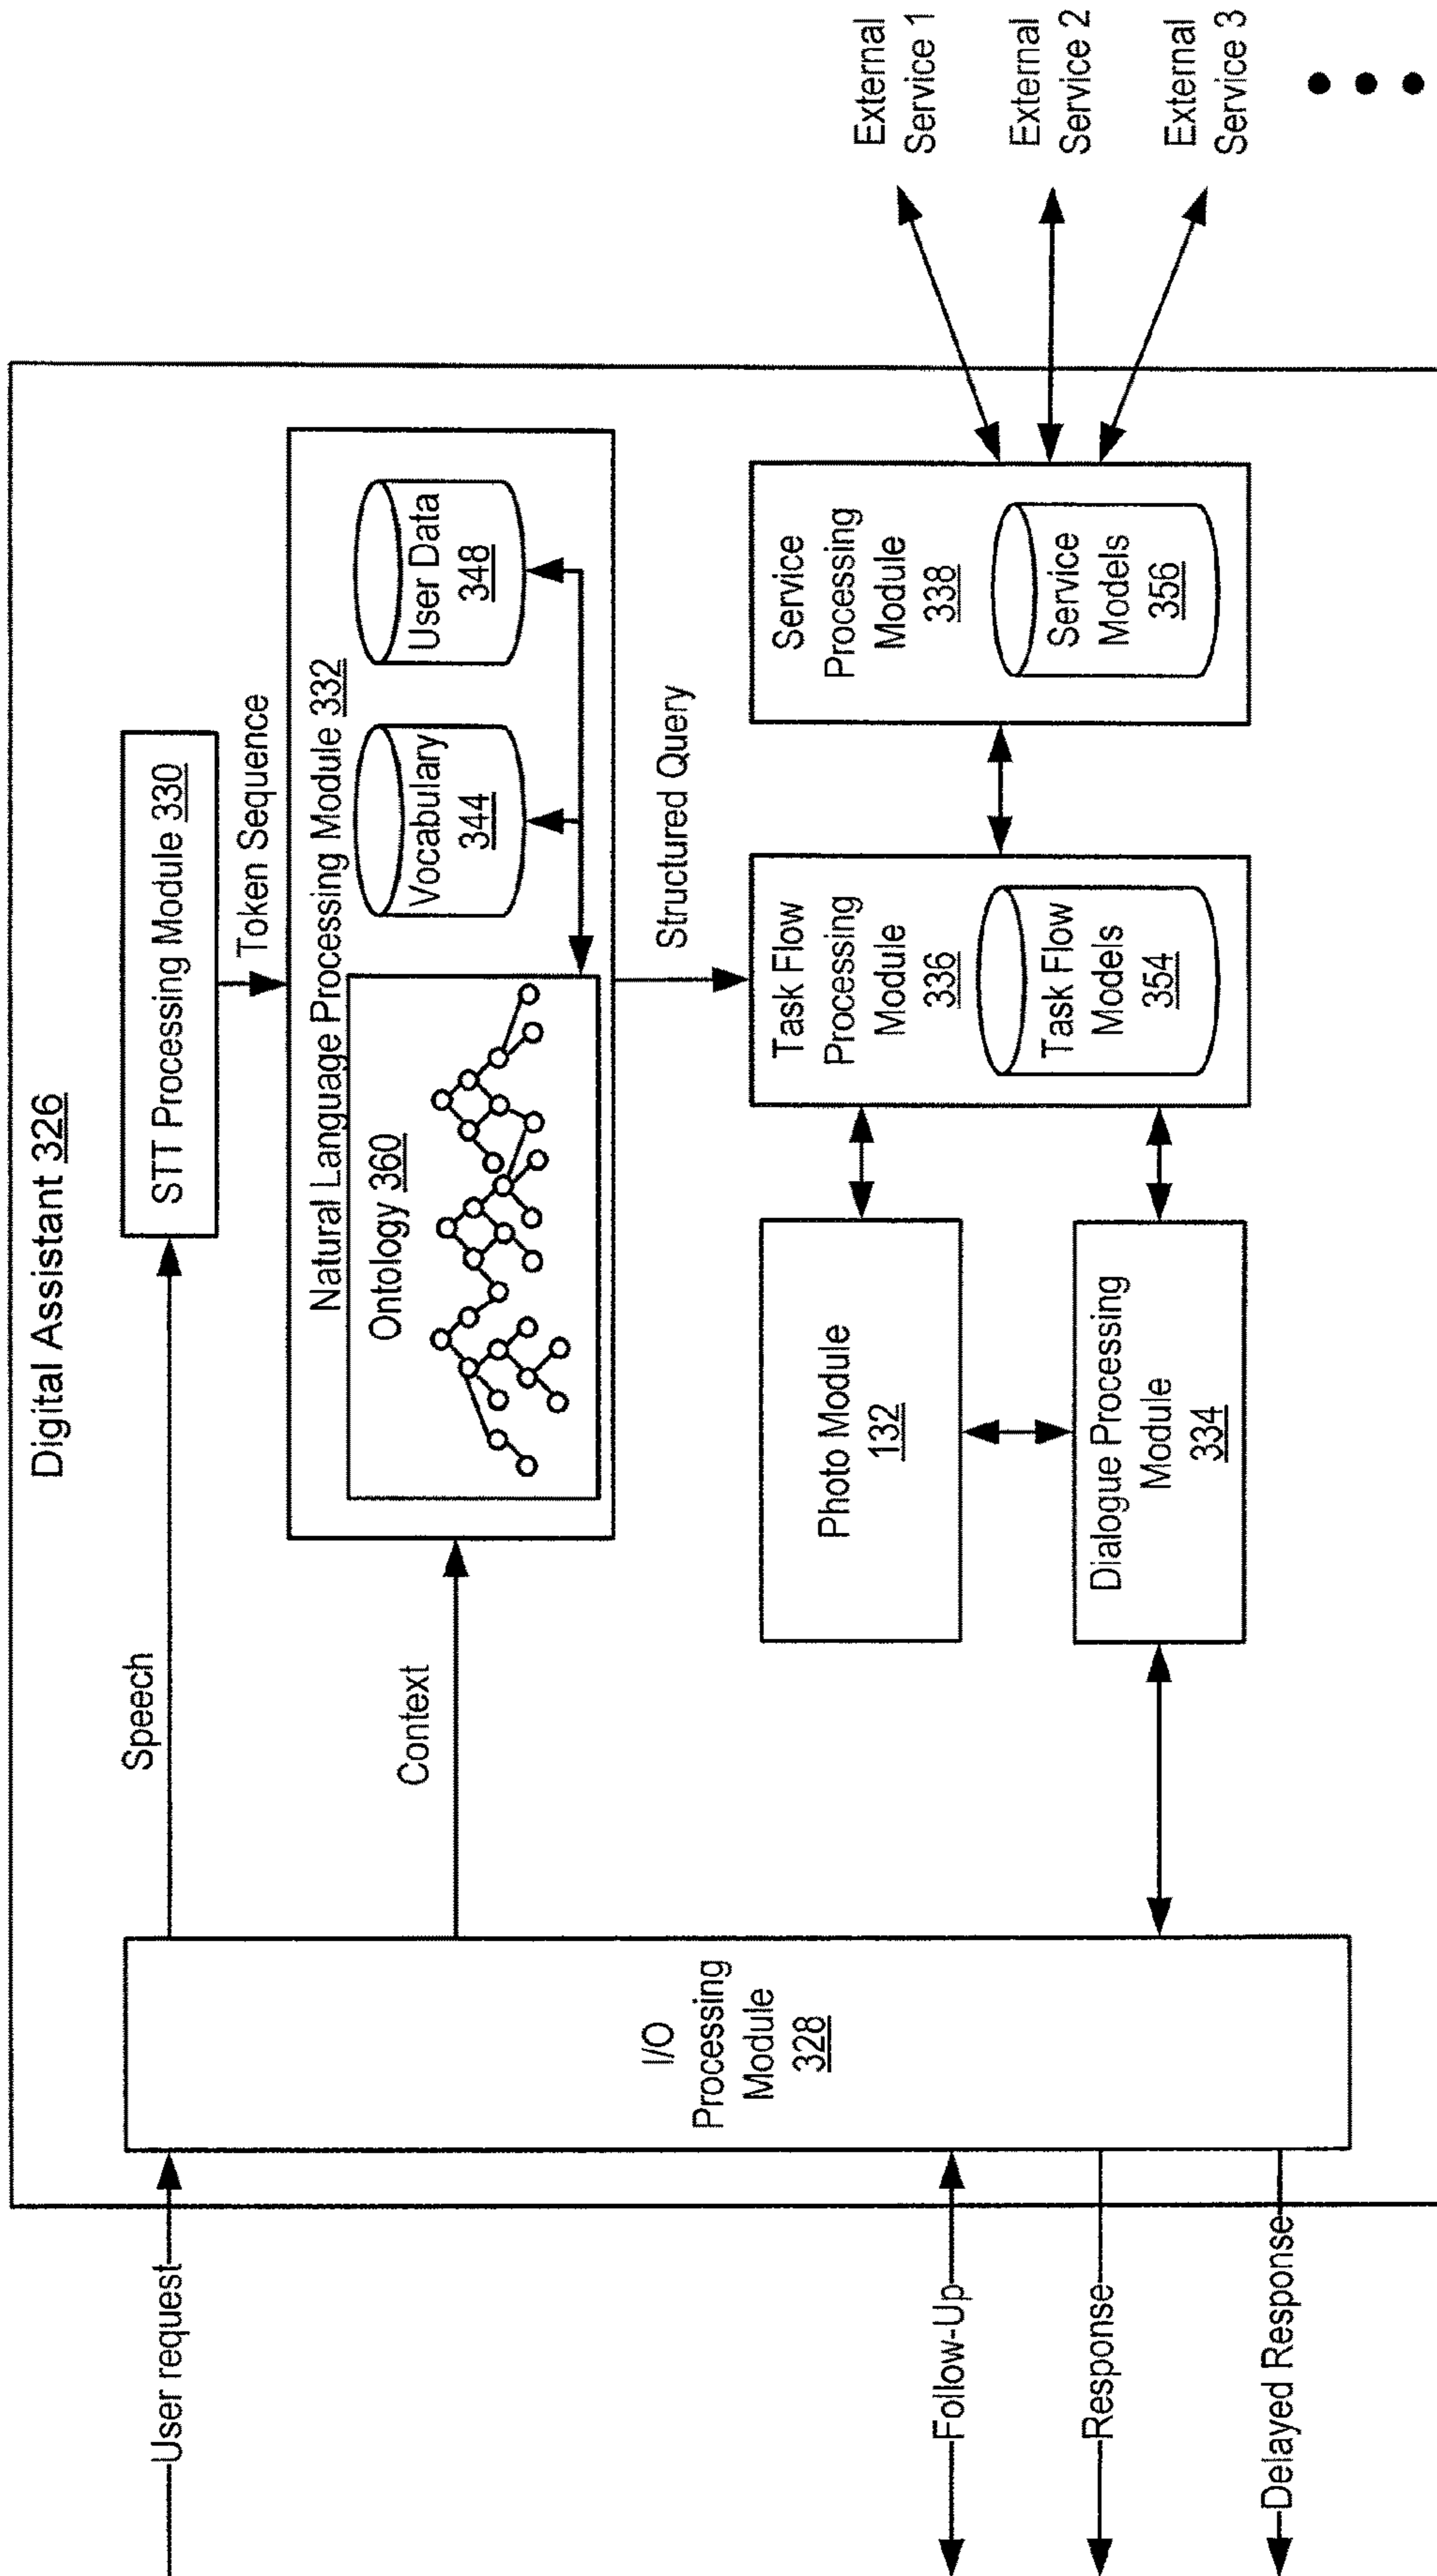 Digital Assistant 326
User request
Speech
STT Processing Module 330
Token Sequence
Context
Natural Language Processing Module 332
Ontology 360
Vocabulary
344
User Data
348
Structured Query
I/O
Processing
Module
328
Photo Module
132
Task Flow
Processing
Module
336
Task Flow
Models
354
Service
Processing
Module
338
Service
Models
356
External
Service 1
External
Service 2
External
Service 3
Dialogue Processing
Module
334
Follow-Up
Response
Delayed Response